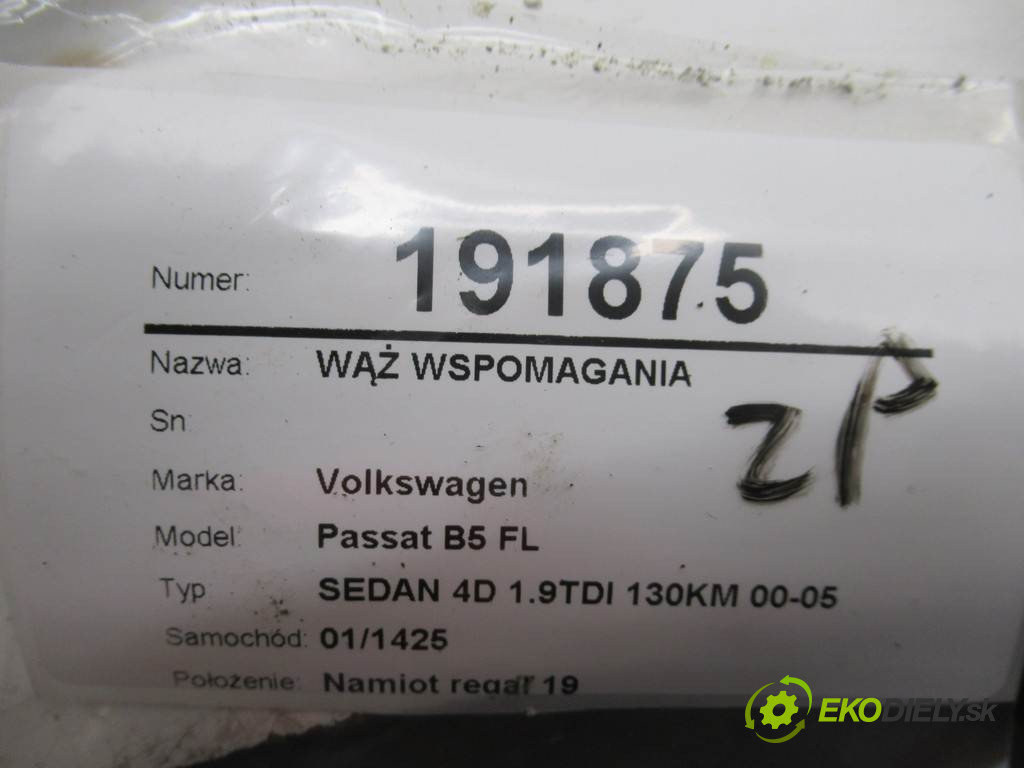 Numer: 191875
Nazwa: WĄŻ WSPOMAGANIA
ZP
Sn
Marka: Volkswagen
Model: Passat B5 FL
Typ SEDAN 4D 1.9TDI 130KM 00-05
Samochód: 01/1425
Położenie: Namiot regał 19
EKODIELY.sk